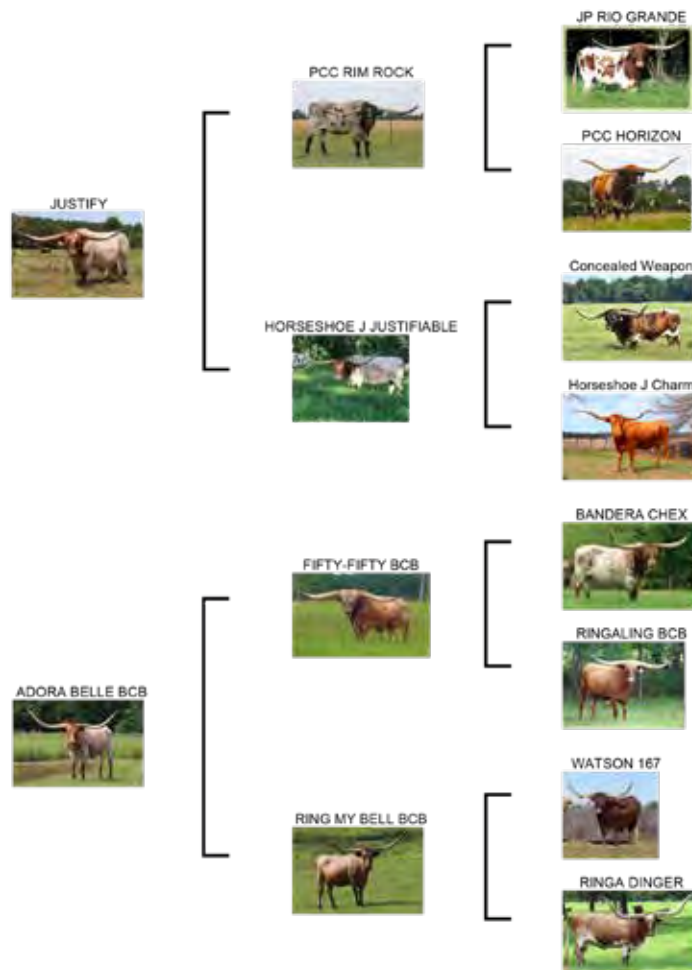 JP RIO GRANDE
PCC RIM ROCK
PCC HORIZON
JUSTIFY
Concealed Weapon
HORSESHOE J JUSTIFIABLE
Horseshoe J Charm
BANDERA CHEX
FIFTY-FIFTY BCB
RINGALING BCB
ADORA BELLE BCB
WATSON 167
RING MY BELL BCB
RINGA DINGER